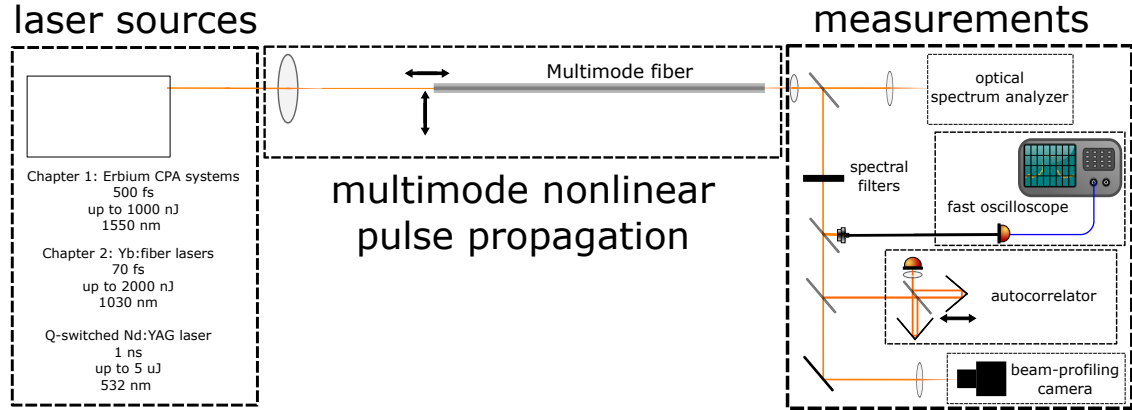 laser sources
Chapter 1: Erbium CPA systems
500 fs
up to 1000 nJ
1550 nm
Chapter 2: Yb:fiber lasers
70 fs
up to 2000 nJ
1030 nm
Q-switched Nd:YAG laser
1 ns
up to 5 uJ
532 nm
Multimode fiber
multimode nonlinear
pulse propagation
measurements
optical
spectrum analyzer
spectral
filters
fast oscilloscope
autocorrelator
beam-profiling
camera